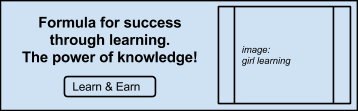 Formula for success
through learning.
The power of knowledge!
Learn & Earn
image:
girl learning